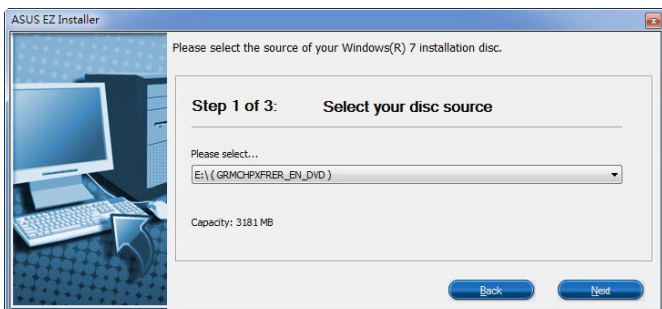 ASUS EZ Installer
Please select the source of your Windows(R) 7 installation disc.
Step 1 of 3: Select your disc source
Please select...
E:\ ( GRMCHPXFRER_EN_DVD )
Capacity: 3181 MB
Back Next